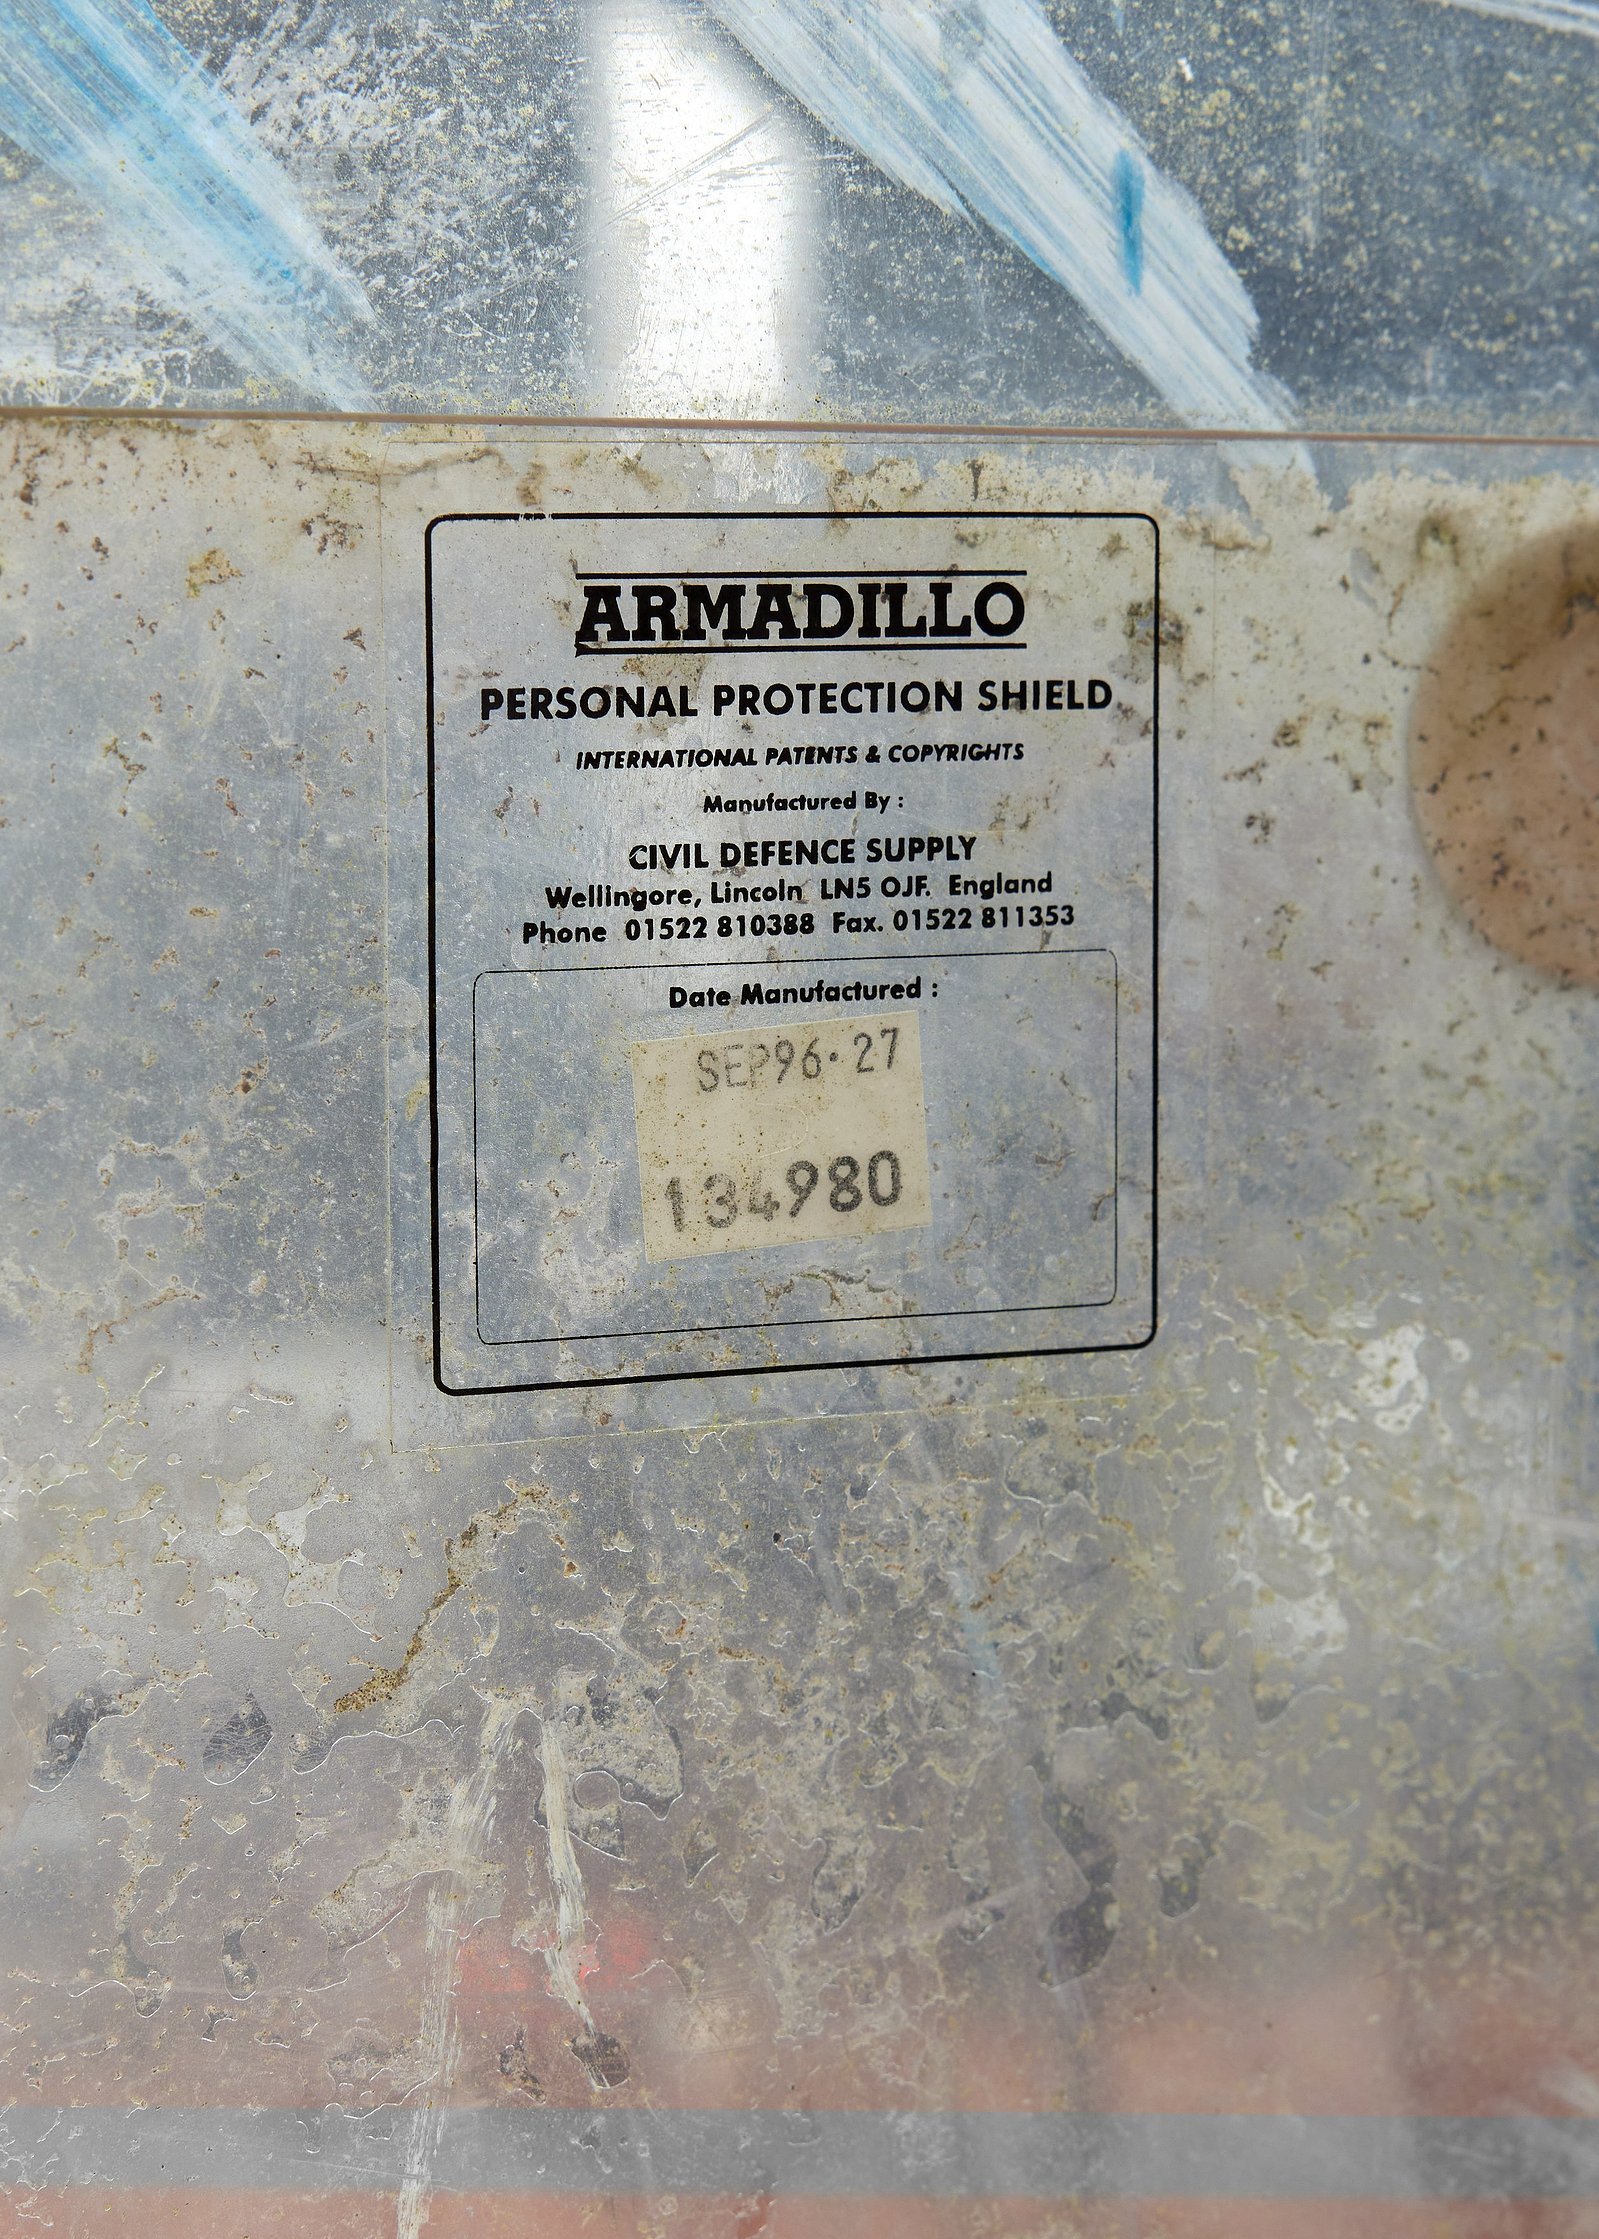 ARMADILLO
PERSONAL PROTECTION SHIELD
INTERNATIONAL PATENTS & COPYRIGHTS
Manufactured By :
CIVIL DEFENCE SUPPLY
Wellingore, Lincoln LN5 OJF. England
Phone 01522 810388 Fax. 01522 811353
Date Manufactured :
SEP96·27
134980